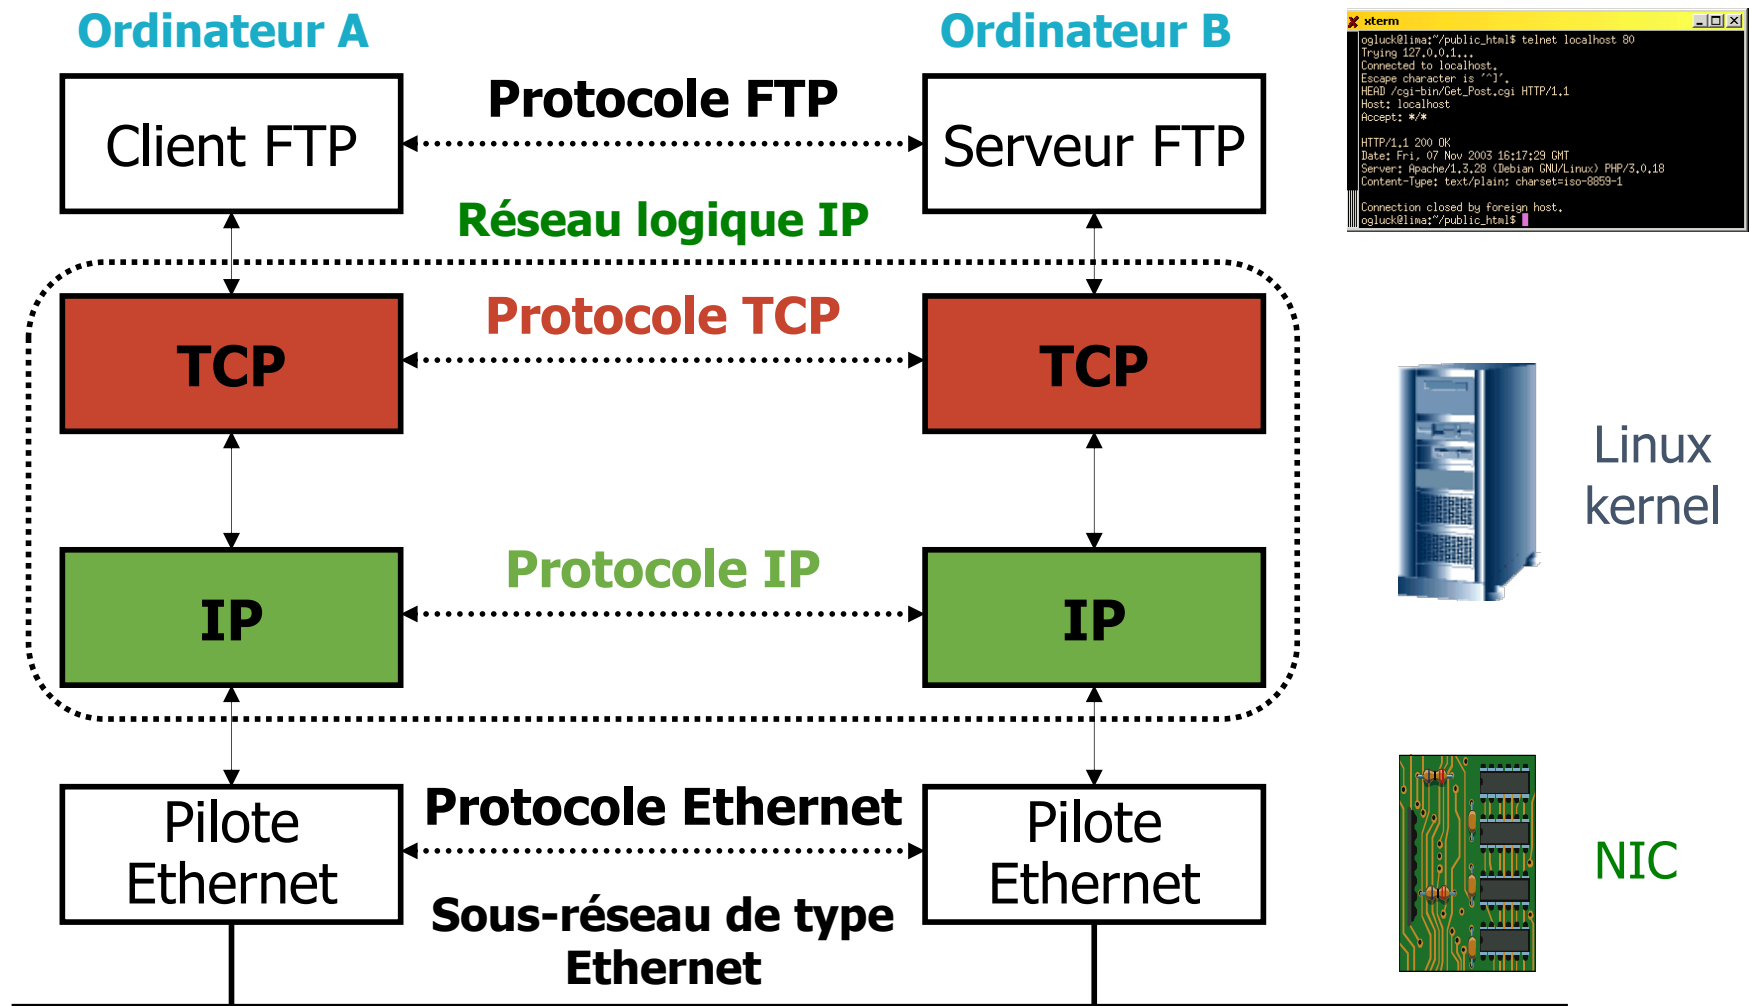 Ordinateur A
Ordinateur B
Client FTP
Protocole FTP
Serveur FTP
Réseau logique IP
TCP
Protocole TCP
TCP
IP
Protocole IP
IP
Pilote
Ethernet
Protocole Ethernet
Pilote
Ethernet
Sous-réseau de type
Ethernet
xterm
ogluck@lima:~/public_html$ telnet localhost 80
Trying 127.0.0.1...
Connected to localhost.
Escape character is '^]'.
HEAD /cgi-bin/Get_Post.cgi HTTP/1.1
Host: localhost
Accept: */*
HTTP/1.1 200 OK
Date: Fri, 07 Nov 2003 16:17:29 GMT
Server: Apache/1.3.28 (Debian GNU/Linux) PHP/3.0.18
Content-Type: text/plain; charset=iso-8859-1
Connection closed by foreign host.
ogluck@lima:~/public_html$
Linux
kernel
NIC